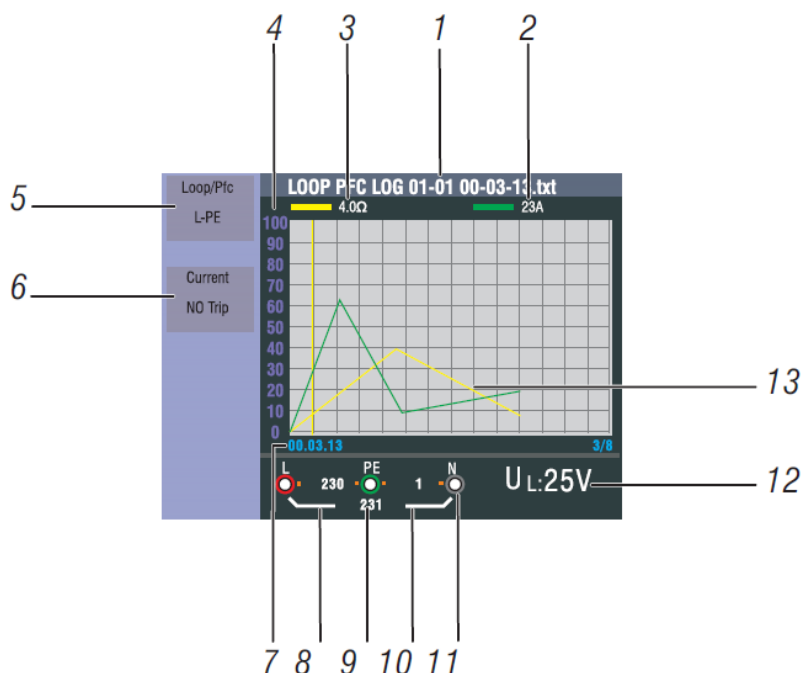 4 3 1 2
5
6
Loop/Pfc
L-PE
Current
NO Trip
LOOP PFC LOG 01-01 00-03-13.txt
4.0Ω 23A
100
90
80
70
60
50
40
30
20
10
0
13
00.03.13 3/8
L PE N
230 1
231
U L:25V
12
7 8 9 10 11